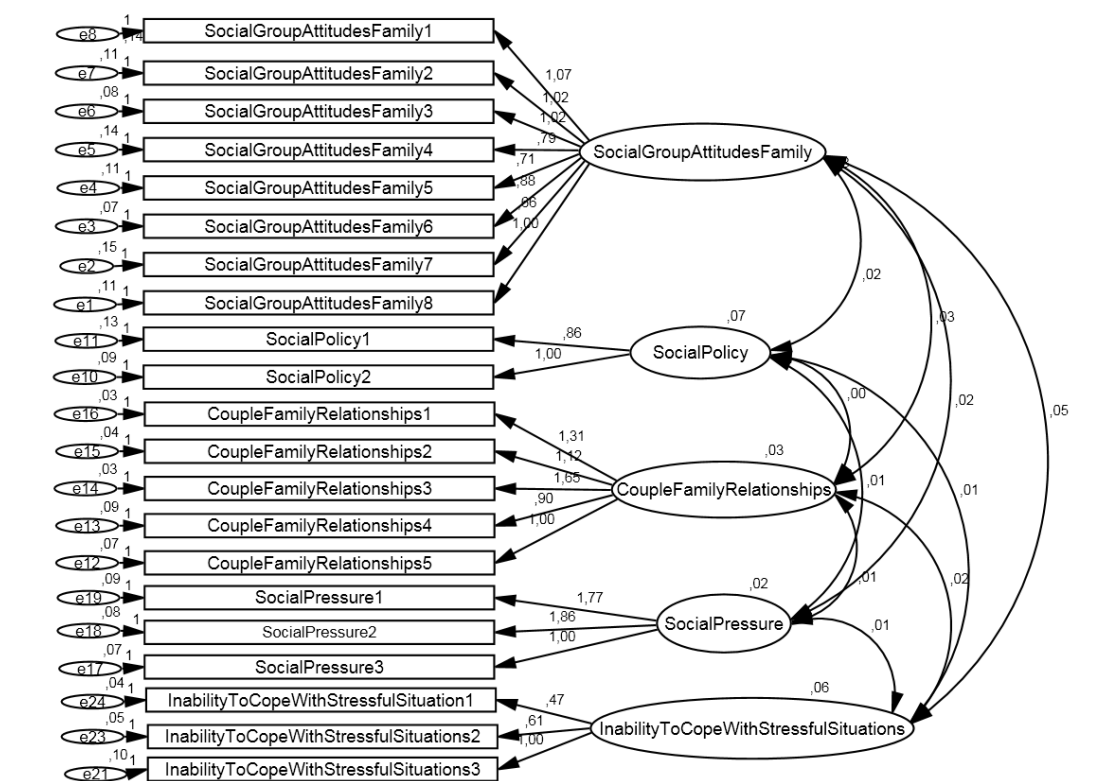 e8 1 ,14 SocialGroupAttitudesFamily1
e7 ,11 1 SocialGroupAttitudesFamily2
e6 ,08 1 SocialGroupAttitudesFamily3
e5 ,14 1 SocialGroupAttitudesFamily4
e4 ,11 1 SocialGroupAttitudesFamily5
e3 ,07 1 SocialGroupAttitudesFamily6
e2 ,15 1 SocialGroupAttitudesFamily7
e1 ,11 1 SocialGroupAttitudesFamily8
1,07
1,02
1,02
,79
,71
,88
1,00
SocialGroupAttitudesFamily
e11 ,13 1 SocialPolicy1
e10 ,09 1 SocialPolicy2
,86
1,00
,07
SocialPolicy
e16 ,03 1 CoupleFamilyRelationships1
e15 ,04 1 CoupleFamilyRelationships2
e14 ,03 1 CoupleFamilyRelationships3
e13 ,09 1 CoupleFamilyRelationships4
e12 ,07 1 CoupleFamilyRelationships5
1,31
1,12
1,65
,90
1,00
,03
CoupleFamilyRelationships
e19 ,09 1 SocialPressure1
e18 ,08 1 SocialPressure2
e17 ,07 1 SocialPressure3
1,77
1,86
1,00
,02
SocialPressure
e24 ,04 1 InabilityToCopeWithStressfulSituation1
e23 ,05 1 InabilityToCopeWithStressfulSituations2
e21 ,10 1 InabilityToCopeWithStressfulSituations3
,47
,61
1,00
,06
InabilityToCopeWithStressfulSituations
,02
,03
,02
,05
,00
,01
,01
,01
,02
,01